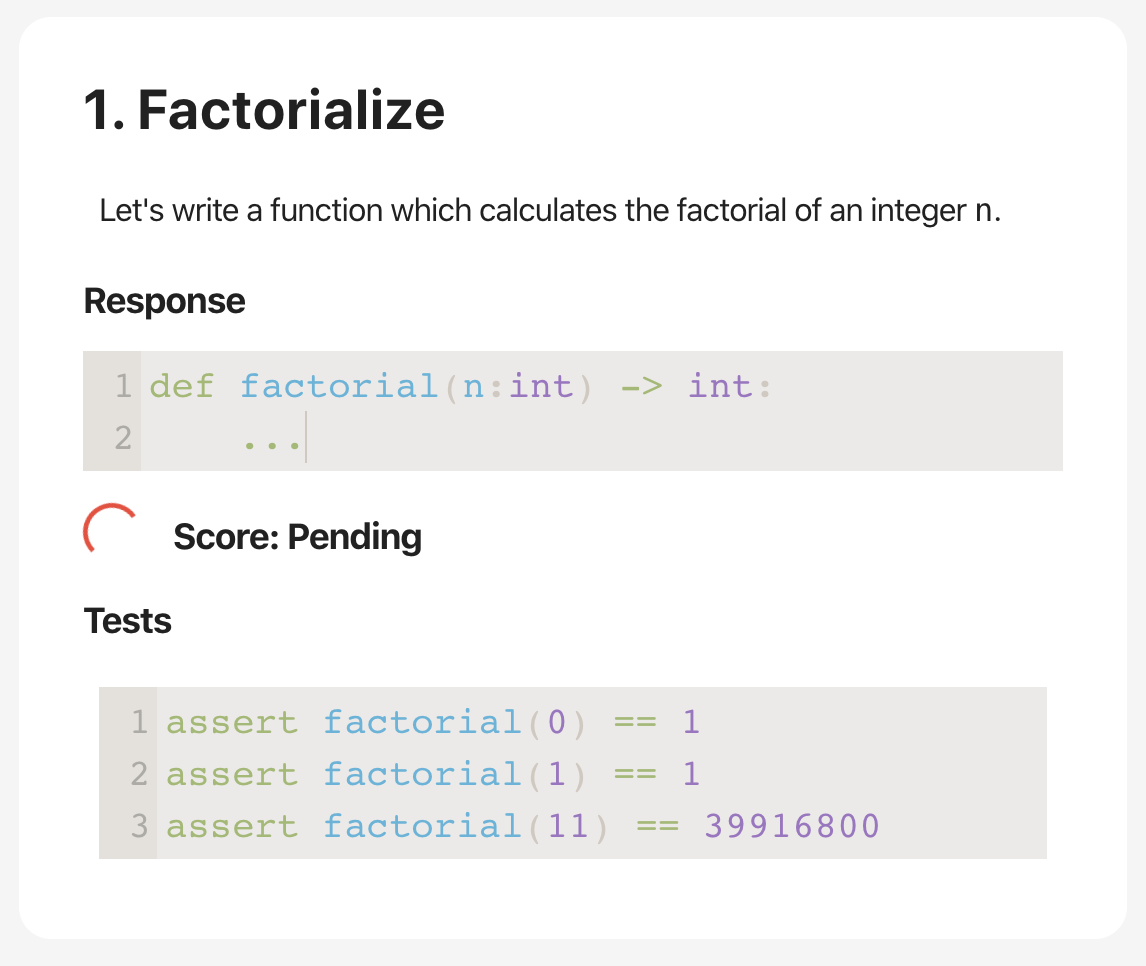 1. Factorialize
Let's write a function which calculates the factorial of an integer n.
Response
1 def factorial(n:int) -> int:
2     ...
Score: Pending
Tests
1 assert factorial(0) == 1
2 assert factorial(1) == 1
3 assert factorial(11) == 39916800